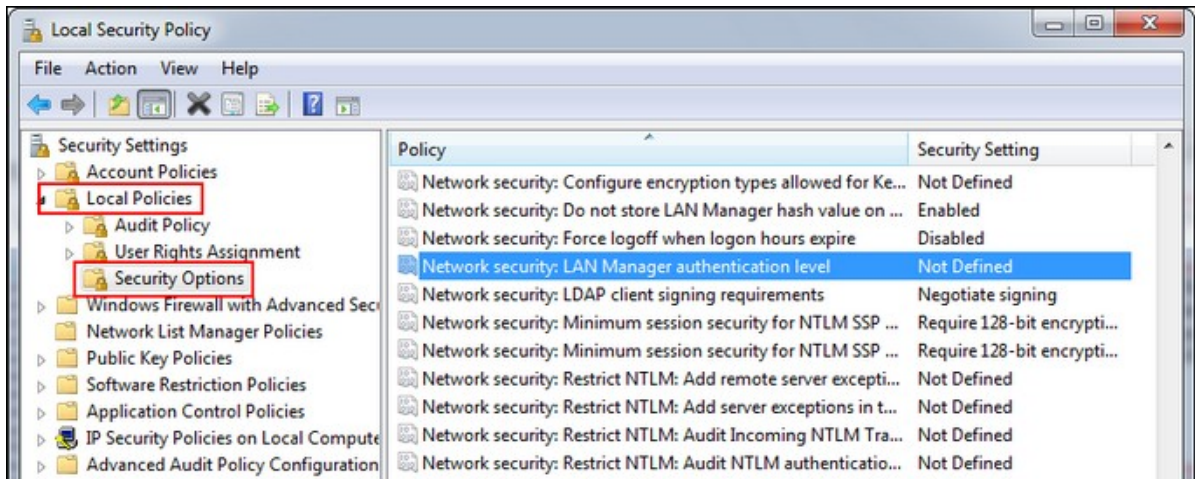 Local Security Policy
File Action View Help
Security Settings
Account Policies
Local Policies
Audit Policy
User Rights Assignment
Security Options
Windows Firewall with Advanced Secu
Network List Manager Policies
Public Key Policies
Software Restriction Policies
Application Control Policies
IP Security Policies on Local Compute
Advanced Audit Policy Configuration
Policy Security Setting
Network security: Configure encryption types allowed for Ke... Not Defined
Network security: Do not store LAN Manager hash value on ... Enabled
Network security: Force logoff when logon hours expire Disabled
Network security: LAN Manager authentication level Not Defined
Network security: LDAP client signing requirements Negotiate signing
Network security: Minimum session security for NTLM SSP ... Require 128-bit encrypti...
Network security: Minimum session security for NTLM SSP ... Require 128-bit encrypti...
Network security: Restrict NTLM: Add remote server excepti... Not Defined
Network security: Restrict NTLM: Add server exceptions in t... Not Defined
Network security: Restrict NTLM: Audit Incoming NTLM Tra... Not Defined
Network security: Restrict NTLM: Audit NTLM authenticatio... Not Defined